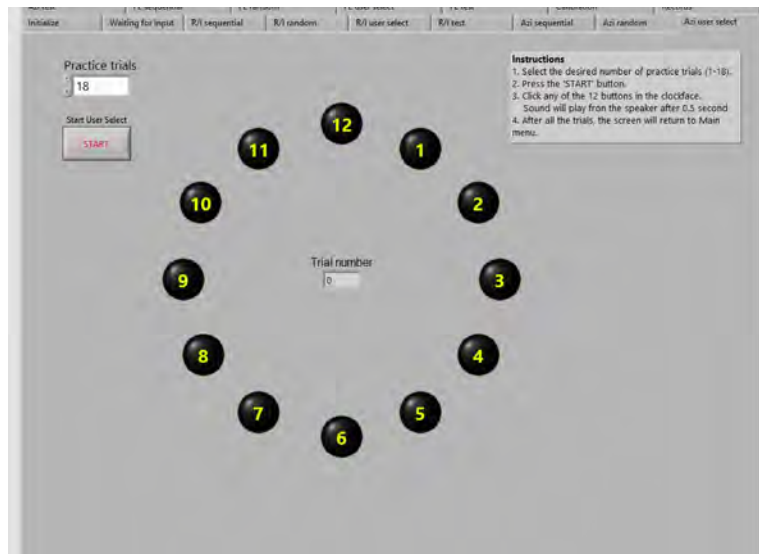 Initialize Waiting for input R/I sequential R/I random R/I user select R/I test Azi sequential Azi random Azi user select
Practice trials
18
Start User Select
START
Instructions
1. Select the desired number of practice trials (1-18).
2. Press the 'START' button.
3. Click any of the 12 buttons in the clockface.
Sound will play fron the speaker after 0.5 second
4. After all the trials, the screen will return to Main
menu.
12
11
1
10
2
Trial number
0
9
3
8
4
7
5
6